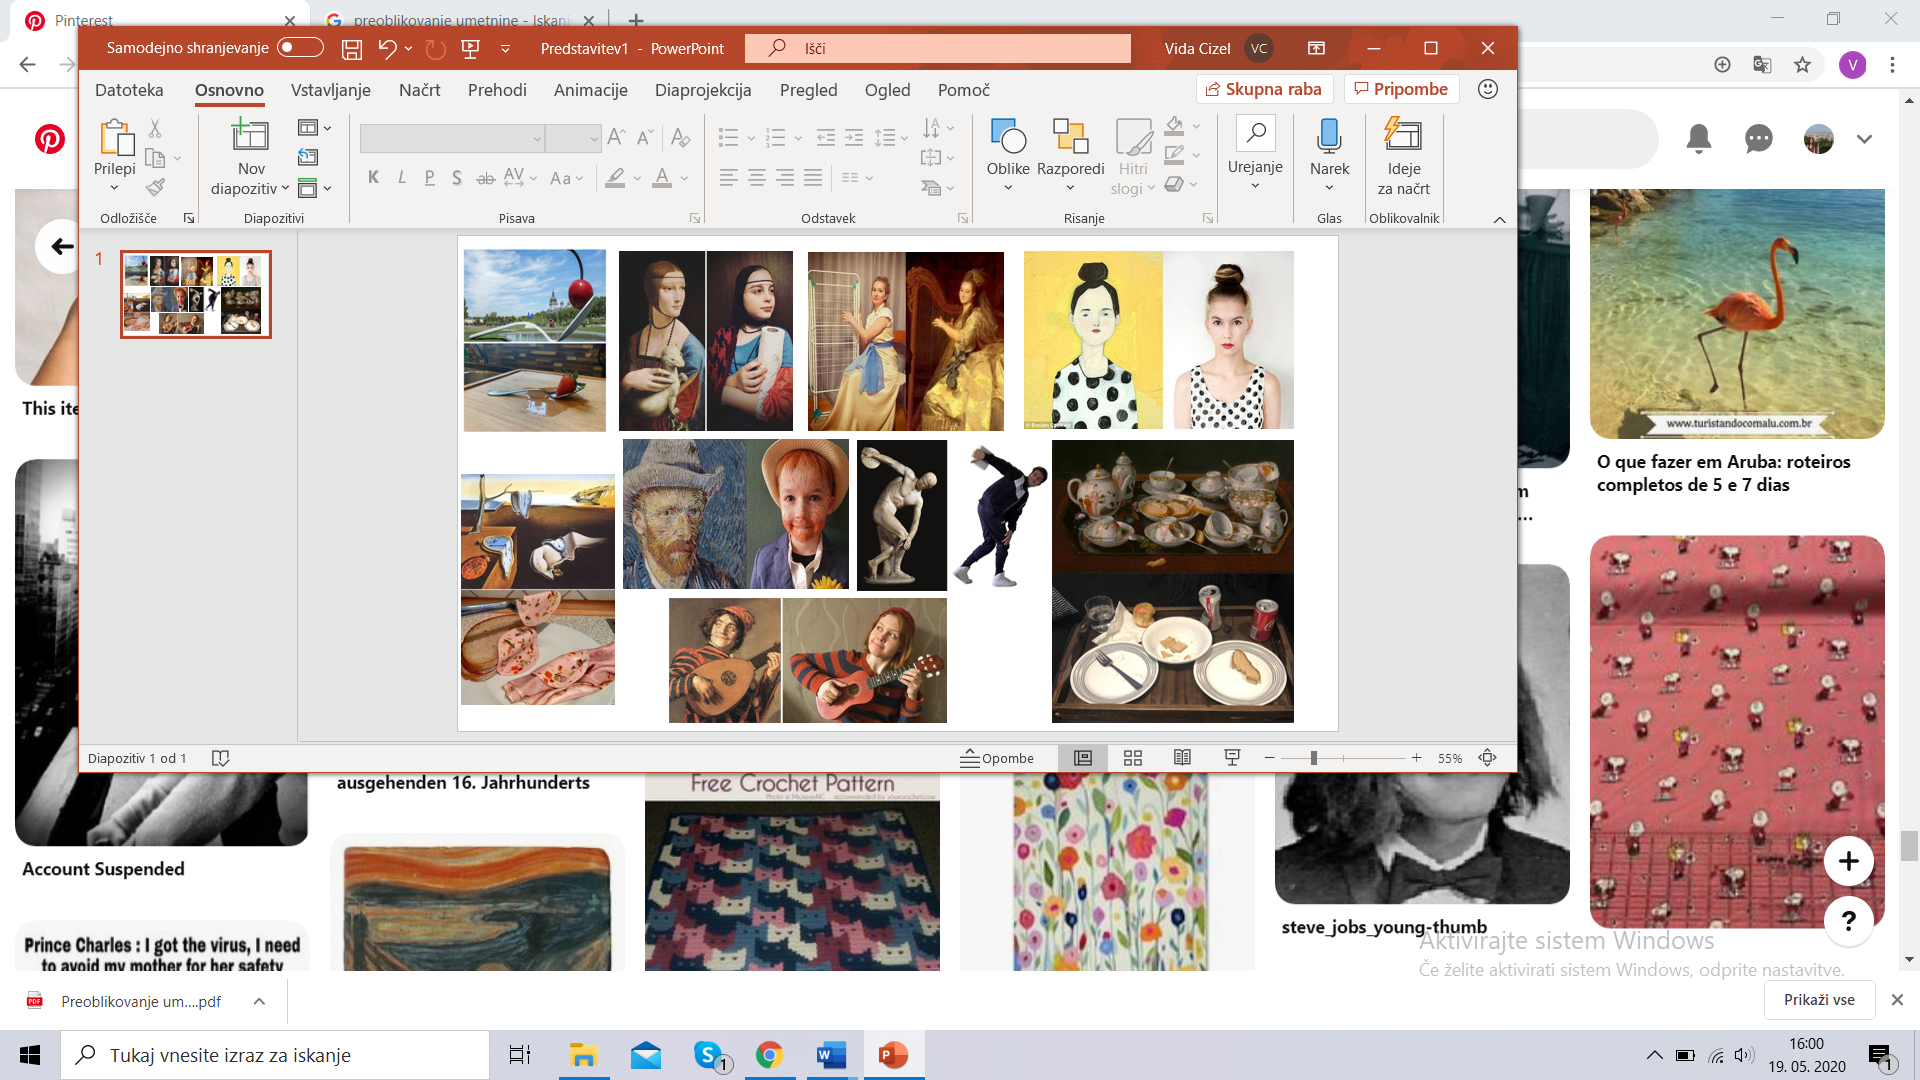 Pinterest
preoblikovanje umetnine - Iskan
Samodejno shranjevanje
Predstavitev1 - PowerPoint
Išči
Vida Cizel
VC
V
Datoteka
Osnovno
Vstavljanje
Načrt
Prehodi
Animacije
Diaprojekcija
Pregled
Ogled
Pomoč
Skupna raba
Pripombe
Prilepi
Nov
diapozitiv
K L P S ab AV Aa A
Oblike
Razporedi
Hitri
slogi
Urejanje
Narek
Ideje
za načrt
Odložišče
Diapozitivi
Pisava
Odstavek
Risanje
Glas
Oblikovalnik
1
This ite
www.turistandocomalu.com.br
O que fazer em Aruba: roteiros
completos de 5 e 7 dias
m
...
Diapozitiv 1 od 1
Opombe
55%
ausgehenden 16. Jahrhunderts
Free Crochet Pattern
Account Suspended
Prince Charles : I got the virus, I need
to avoid my mother for her safety
steve_jobs_young-thumb
Aktivirajte sistem Windows
Če želite aktivirati sistem Windows, odprite nastavitve.
Preoblikovanje um....pdf
Prikaži vse
Tukaj vnesite izraz za iskanje
1
16:00
19. 05. 2020
1